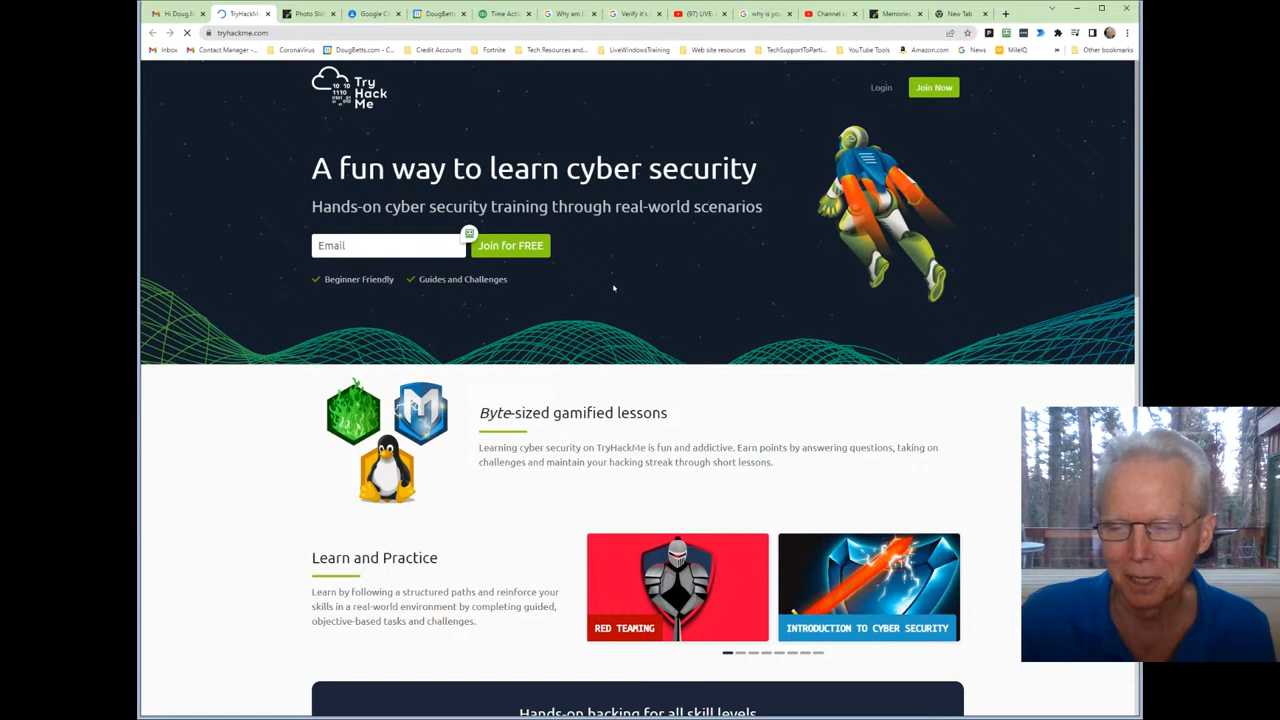 Hi Doug.B
TryHackMe
Photo Sli
Google Co
DougBetts
Time Activ
Why am i
Verify it's
(97) LIVE:
why is you
Channel c
Memories
New Tab
tryhackme.com
Inbox
Contact Manager -...
CoronaVirus
DougBetts.com - C...
Credit Accounts
Fortnite
Tech Resources and...
LiveWindowsTraining
Web site resources
TechSupportToParti...
YouTube Tools
Amazon.com
News
MileIQ
»
Other bookmarks
Try
Hack
Me
Login
Join Now
A fun way to learn cyber security
Hands-on cyber security training through real-world scenarios
Email
Join for FREE
Beginner Friendly
Guides and Challenges
Byte-sized gamified lessons
Learning cyber security on TryHackMe is fun and addictive. Earn points by answering questions, taking on
challenges and maintain your hacking streak through short lessons.
Learn and Practice
Learn by following a structured paths and reinforce your
skills in a real-world environment by completing guided,
objective-based tasks and challenges.
RED TEAMING
INTRODUCTION TO CYBER SECURITY
Hands-on hacking for all skill levels